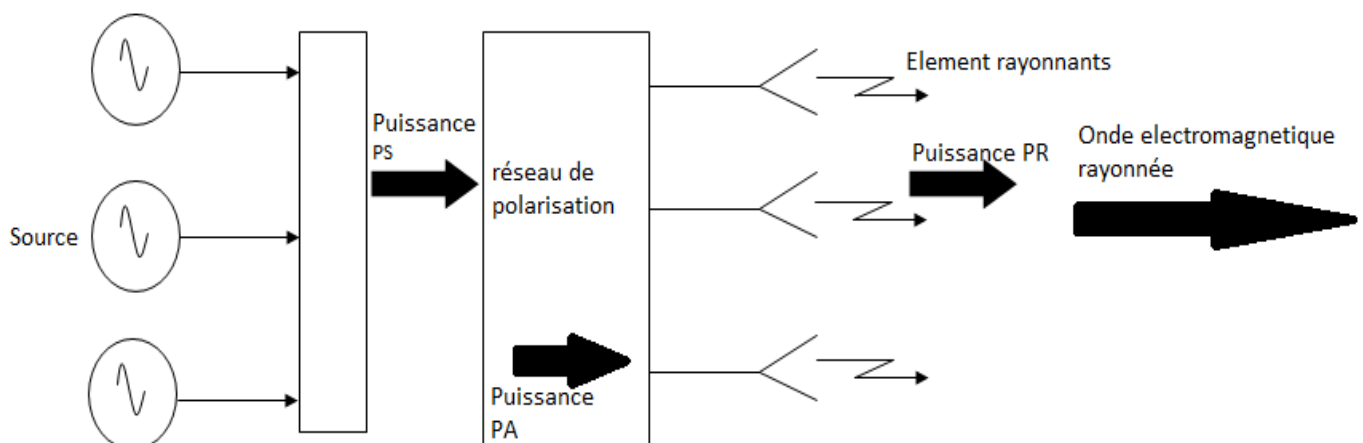 Source
Puissance
PS
réseau de
polarisation
Puissance
PA
Element rayonnants
Puissance PR
Onde electromagnetique
rayonnée